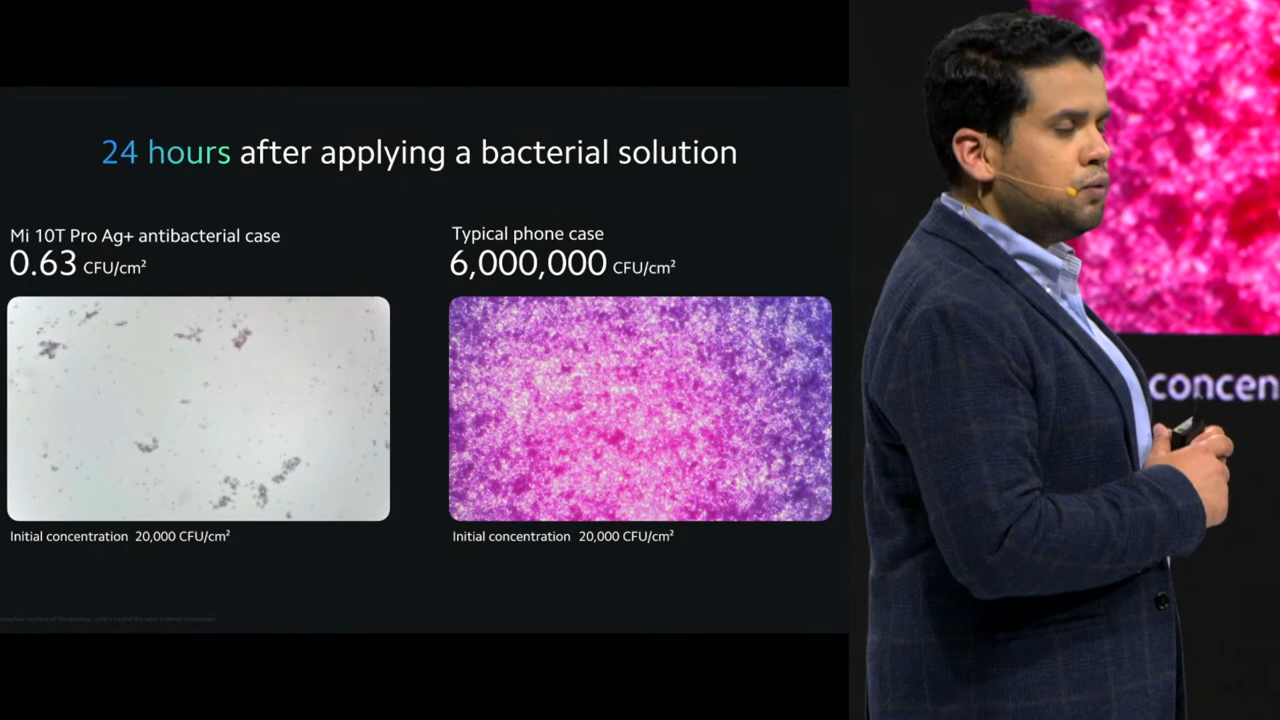 24 hours after applying a bacterial solution
Mi 10T Pro Ag+ antibacterial case
0.63 CFU/cm²
Initial concentration 20,000 CFU/cm²
Typical phone case
6,000,000 CFU/cm²
Initial concentration 20,000 CFU/cm²
concen